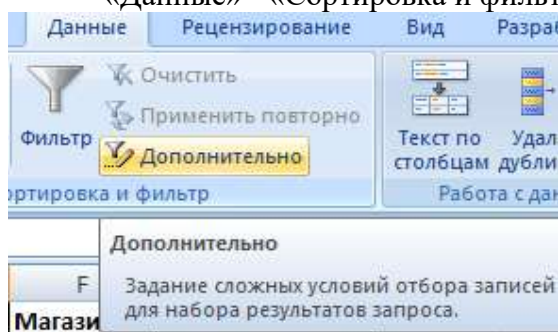 «Данные» «Сортировка и фильт
Данные Рецензирование Вид Разраб
Очистить
Применить повторно
Фильтр
Дополнительно
Текст по столбцам
Удал дубли
ртировка и фильтр Работа с дан
Дополнительно
F
Задание сложных условий отбора записей
для набора результатов запроса.
Магази